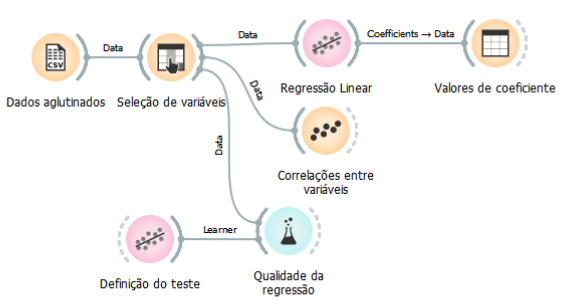 Data
Data
Coefficients → Data
CSV
Dados aglutinados
Seleção de variáveis
Regressão Linear
Valores de coeficiente
Data
Data
Correlações entre
variáveis
Learner
Definição do teste
Qualidade da
regressão